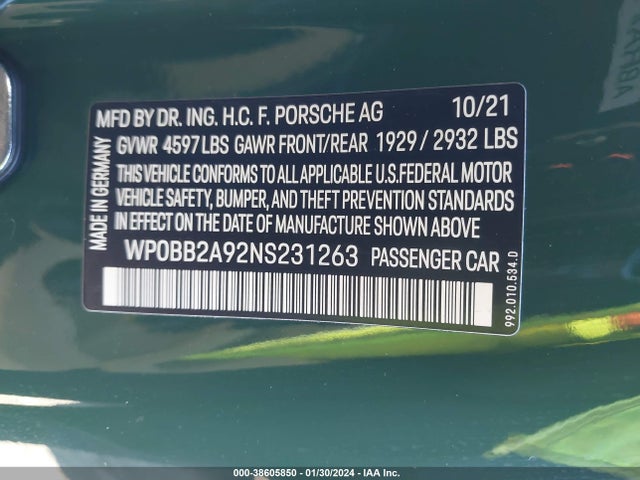 MFD BY DR. ING. H.C. F. PORSCHE AG 10/21
GVWR 4597 LBS GAWR FRONT/REAR 1929 / 2932 LBS
THIS VEHICLE CONFORMS TO ALL APPLICABLE U.S.FEDERAL MOTOR
VEHICLE SAFETY, BUMPER, AND THEFT PREVENTION STANDARDS
IN EFFECT ON THE DATE OF MANUFACTURE SHOWN ABOVE.
WP0BB2A92NS231263 PASSENGER CAR
MADE IN GERMANY
992.010.534.0
000-38605850 - 01/30/2024 - IAA Inc.